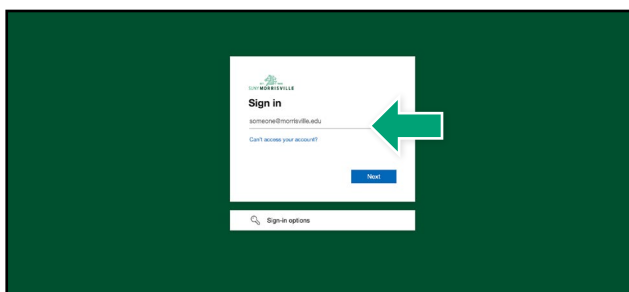 SUNY MORRISVILLE
Sign in
someone@morrisville.edu
Can't access your account?
Next
Sign-in options